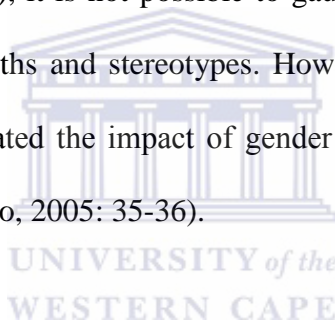 ), it is not possible to
ths and stereotypes. How
ated the impact of gender
o, 2005: 35-36).
UNIVERSITY of the
WESTERN CAPE